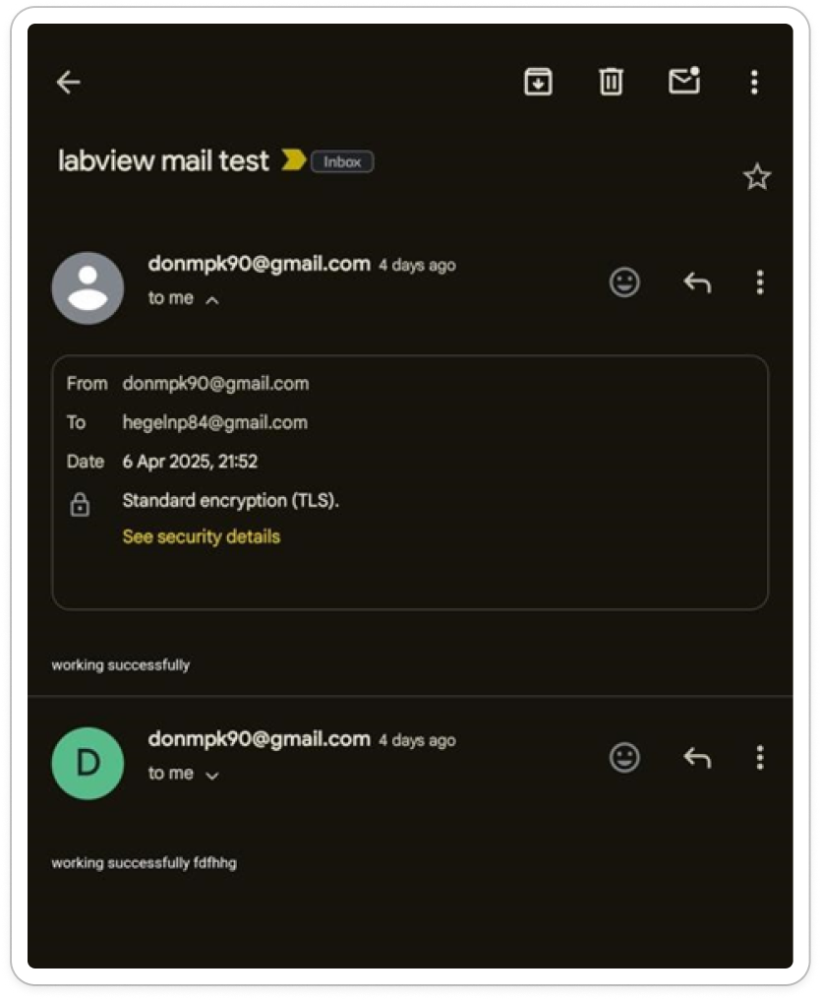 labview mail test Inbox
donmpk90@gmail.com 4 days ago
to me
From donmpk90@gmail.com
To hegelnp84@gmail.com
Date 6 Apr 2025, 21:52
Standard encryption (TLS).
See security details
working successfully
D
donmpk90@gmail.com 4 days ago
to me
working successfully fdfhhg